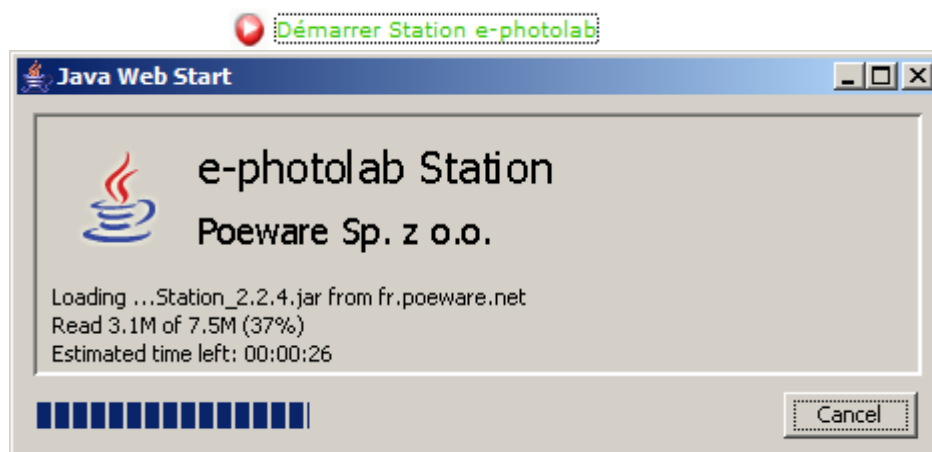 Démarrer Station e-photolab
Java Web Start
e-photolab Station
Poeware Sp. z o.o.
Loading ...Station_2.2.4.jar from fr.poeware.net
Read 3.1M of 7.5M (37%)
Estimated time left: 00:00:26
Cancel